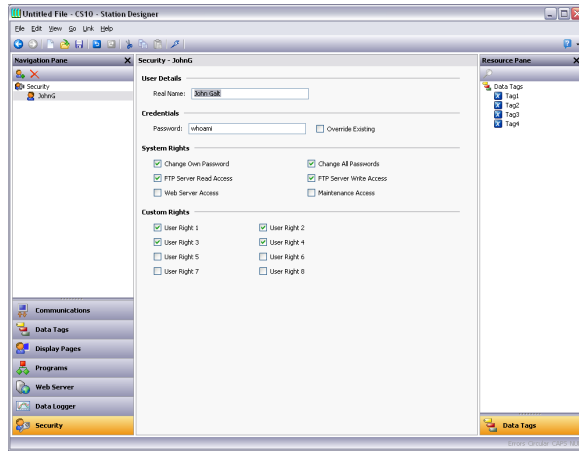 Untitled File - CS10 - Station Designer
File Edit View Go Link Help
Navigation Pane
Security - JohnG
Resource Pane
User Details
Security
Real Name: John Galt
Data Tags
JohnG
Tag1
Tag2
Credentials
Tag3
Password: whoami Override Existing
Tag4
System Rights
Change Own Password Change All Passwords
FTP Server Read Access FTP Server Write Access
Web Server Access Maintenance Access
Custom Rights
User Right 1 User Right 2
User Right 3 User Right 4
User Right 5 User Right 6
User Right 7 User Right 8
Communications
Data Tags
Display Pages
Programs
Web Server
Data Logger
Security
Data Tags
Errors Circular CAPS